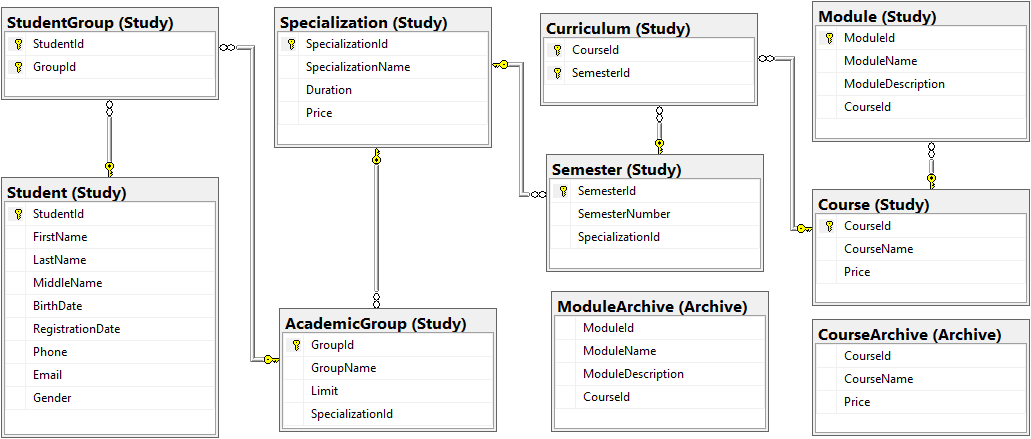 StudentGroup (Study)
StudentId
GroupId
Specialization (Study)
SpecializationId
SpecializationName
Duration
Price
Curriculum (Study)
CourseId
SemesterId
Module (Study)
ModuleId
ModuleName
ModuleDescription
CourseId
Student (Study)
StudentId
FirstName
LastName
MiddleName
BirthDate
RegistrationDate
Phone
Email
Gender
Semester (Study)
SemesterId
SemesterNumber
SpecializationId
Course (Study)
CourseId
CourseName
Price
AcademicGroup (Study)
GroupId
GroupName
Limit
SpecializationId
ModuleArchive (Archive)
ModuleId
ModuleName
ModuleDescription
CourseId
CourseArchive (Archive)
CourseId
CourseName
Price